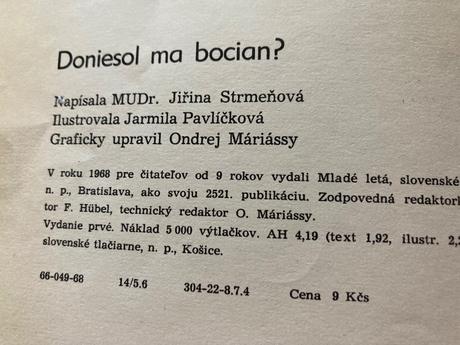 Doniesol ma bocian?
Napísala MUDr. Jiřina Strmeňová
Ilustrovala Jarmila Pavlíčková
Graficky upravil Ondrej Máriássy
V roku 1968 pre čitateľov od 9 rokov vydali Mladé letá, slovenské
n. p., Bratislava, ako svoju 2521. publikáciu. Zodpovedná redaktork
tor F. Hübel, technický redaktor O. Máriássy.
Vydanie prvé. Náklad 5 000 výtlačkov. AH 4,19 (text 1,92, ilustr. 2,2
slovenské tlačiarne, n. p., Košice.
66-049-68 14/5.6 304-22-8.7.4 Cena 9 Kčs